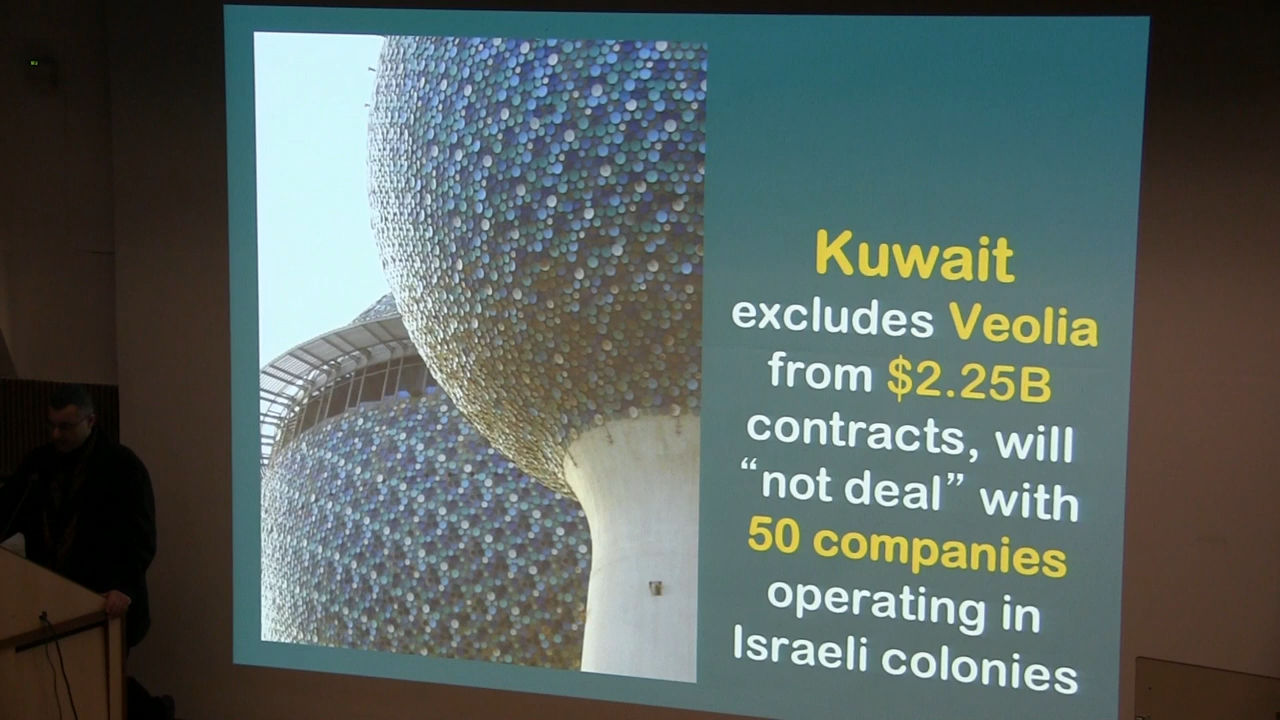 Kuwait
excludes Veolia
from $2.25B
contracts, will
“not deal” with
50 companies
operating in
Israeli colonies